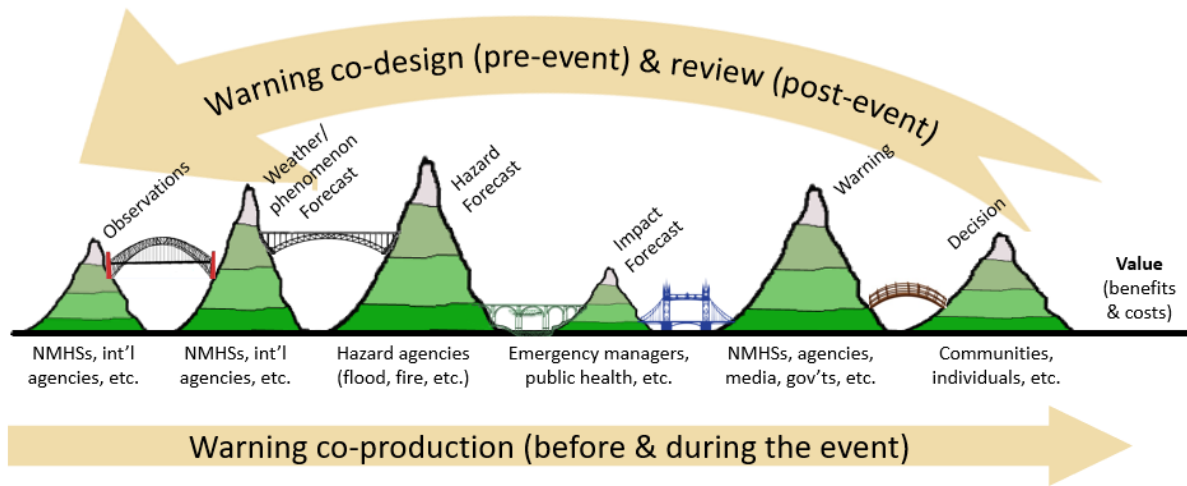 Warning co-design (pre-event) & review (post-event)
Observations
Weather/
phenomenon
Forecast
Hazard
Forecast
Impact
Forecast
Warning
Decision
Value
(benefits
& costs)
NMHSs, int'l
agencies, etc.
NMHSs, int'l
agencies, etc.
Hazard agencies
(flood, fire, etc.)
Emergency managers,
public health, etc.
NMHSs, agencies,
media, gov'ts, etc.
Communities,
individuals, etc.
Warning co-production (before & during the event)